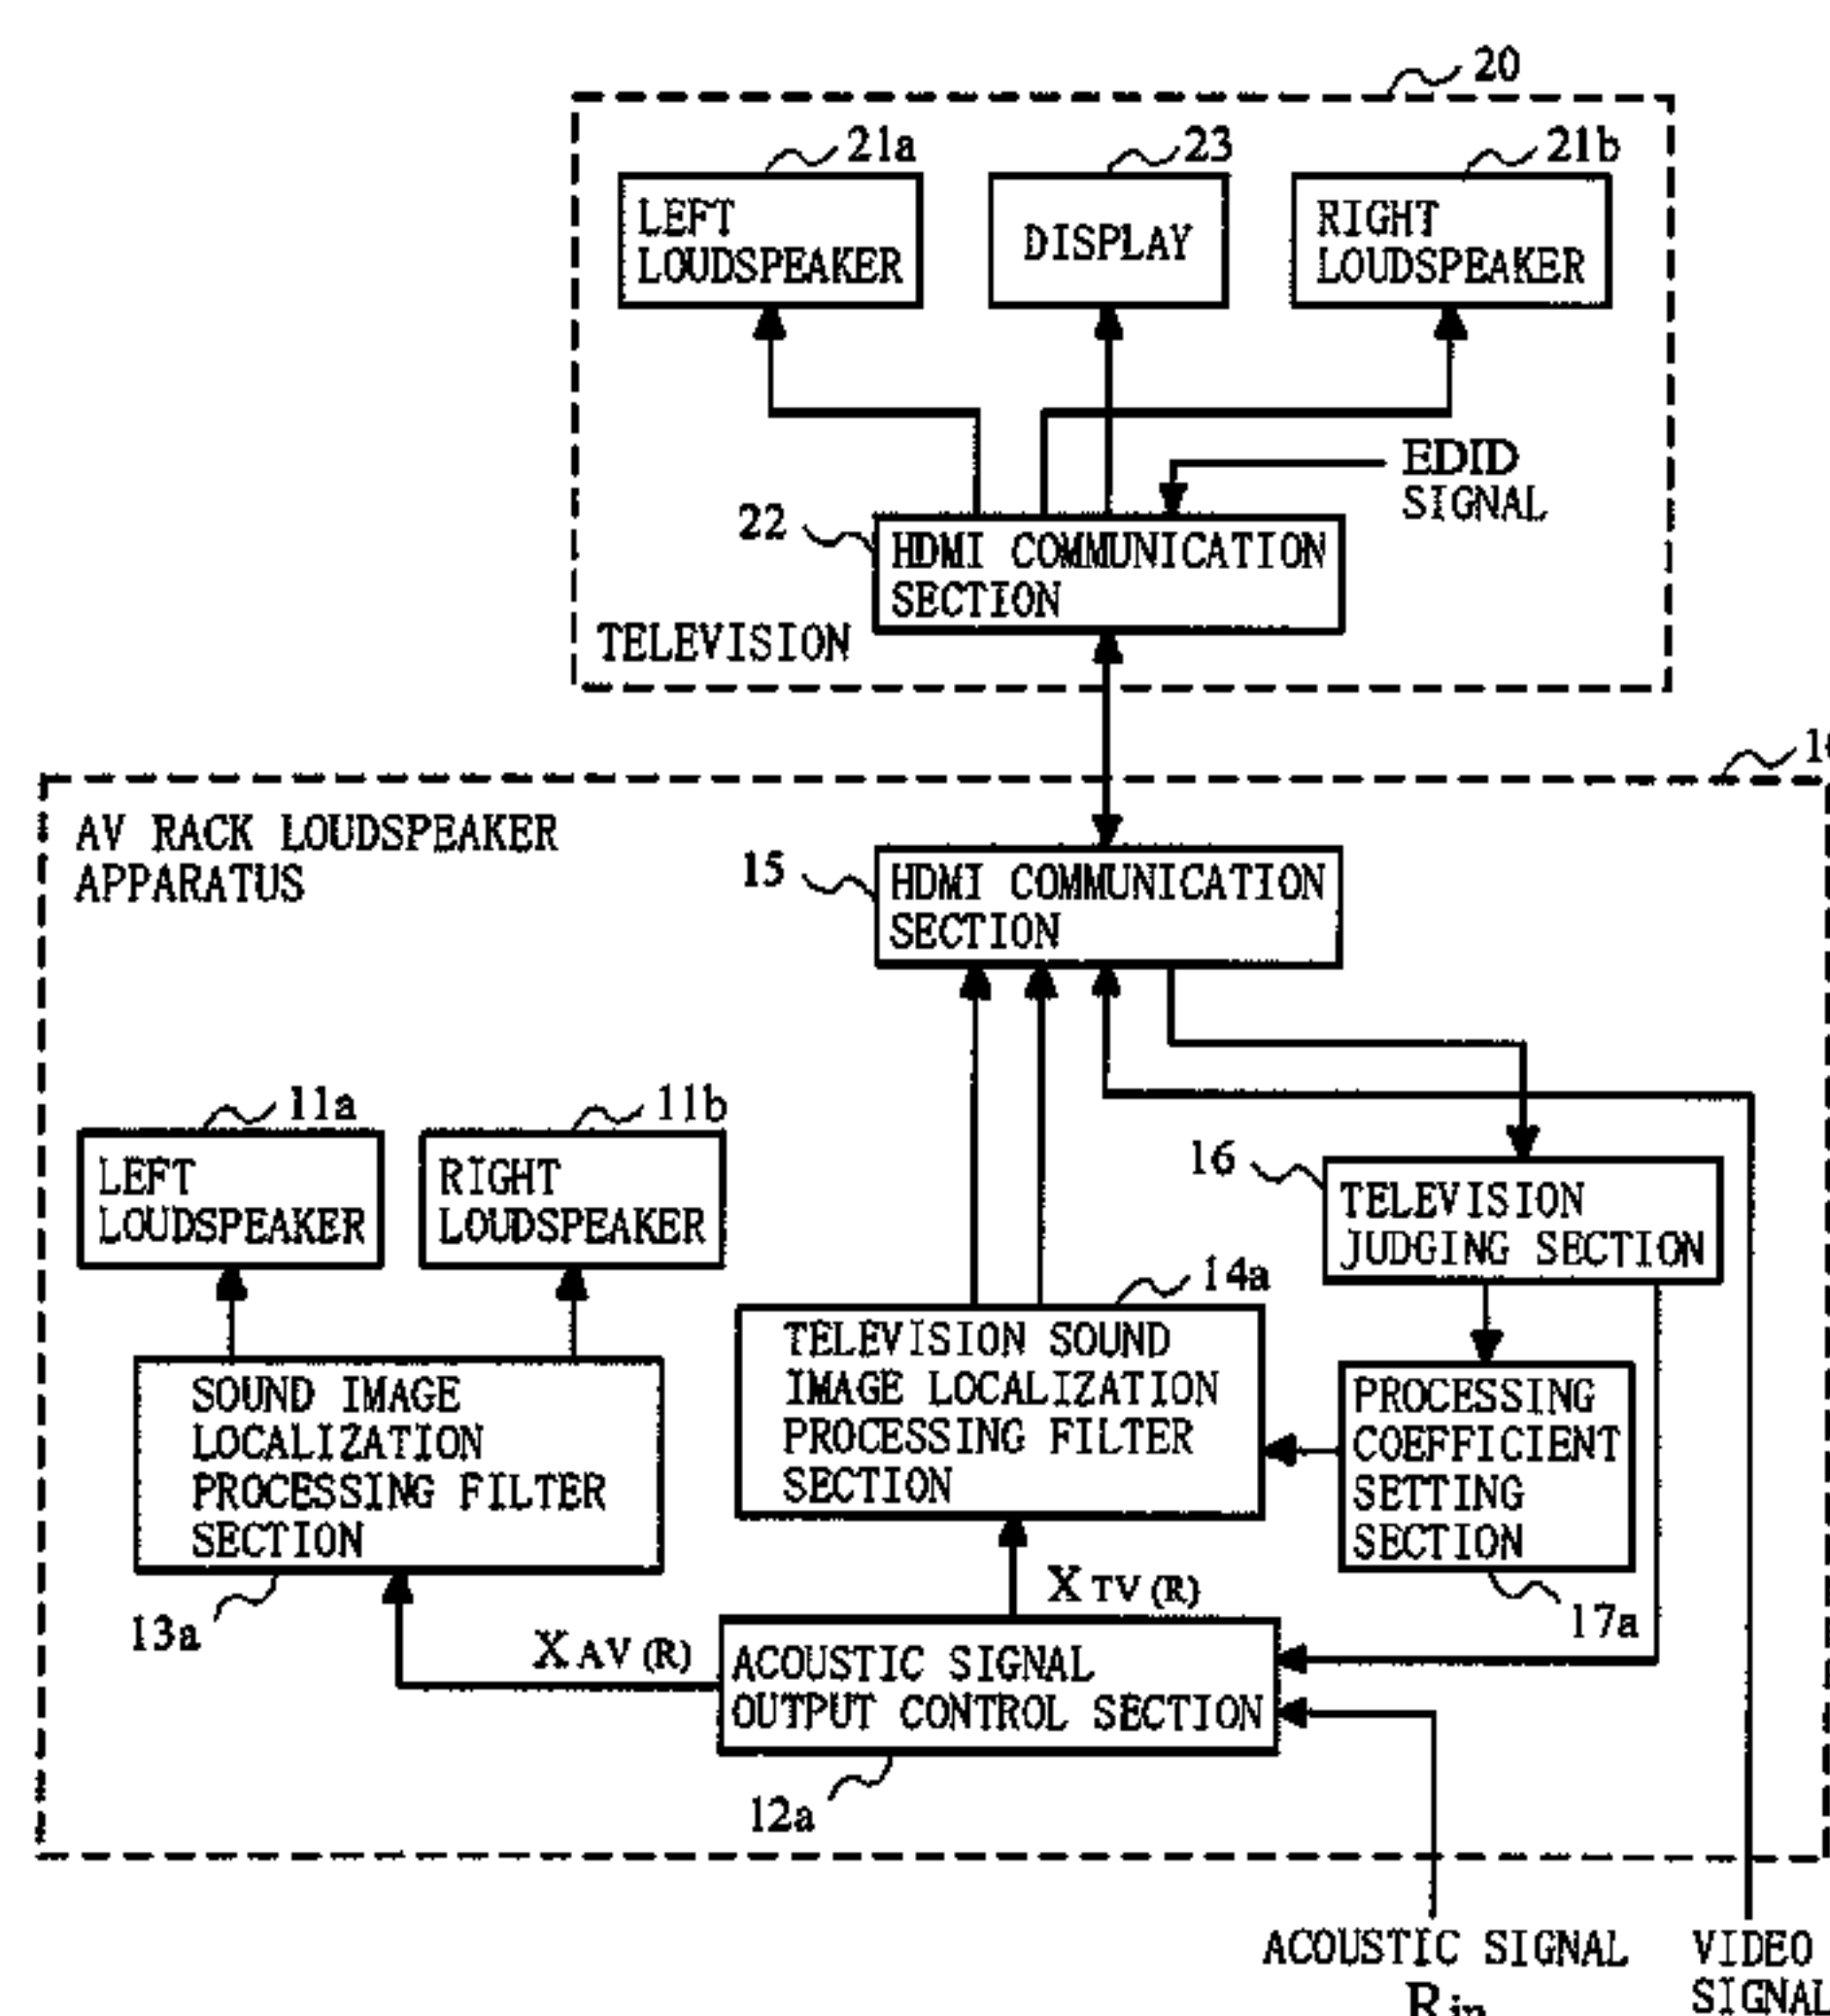 20
21a
23
21b
LEFT
LOUDSPEAKER
DISPLAY
RIGHT
LOUDSPEAKER
EDID
SIGNAL
22
HDMI COMMUNICATION
SECTION
TELEVISION
AV RACK LOUDSPEAKER
APPARATUS
15
HDMI COMMUNICATION
SECTION
11a
11b
LEFT
LOUDSPEAKER
RIGHT
LOUDSPEAKER
16
TELEVISION
JUDGING SECTION
14a
TELEVISION SOUND
IMAGE LOCALIZATION
PROCESSING FILTER
SECTION
SOUND IMAGE
LOCALIZATION
PROCESSING FILTER
SECTION
PROCESSING
COEFFICIENT
SETTING
SECTION
13a
17a
X TV (R)
X AV (R)
ACOUSTIC SIGNAL
OUTPUT CONTROL SECTION
12a
ACOUSTIC SIGNAL
Rin
VIDEO
SIGNAL